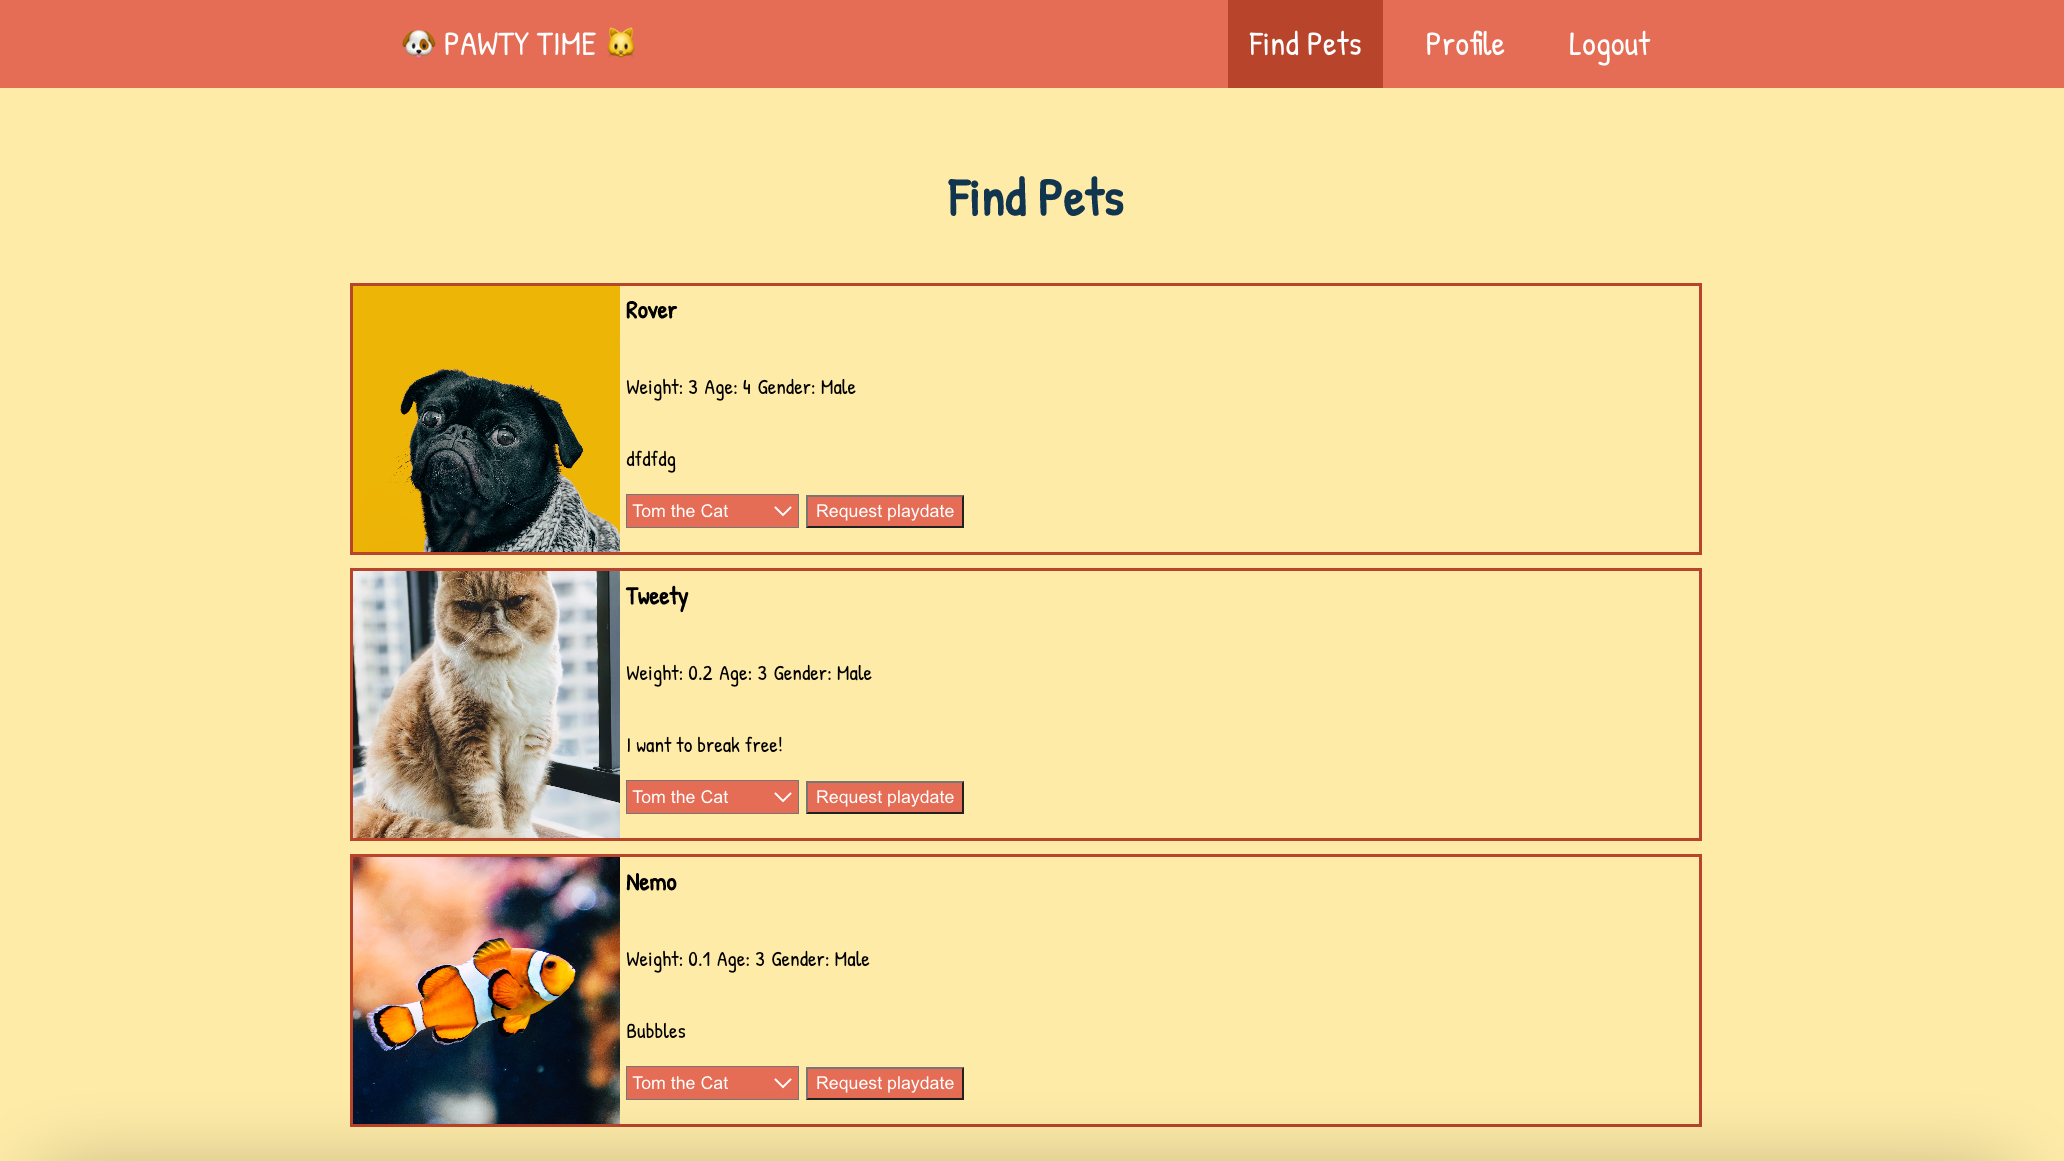 🐶 PAWTY TIME 🐱 Find Pets Profile Logout
Find Pets
Rover
Weight: 3 Age: 4 Gender: Male
dfdfdg
Tom the Cat Request playdate
Tweety
Weight: 0.2 Age: 3 Gender: Male
I want to break free!
Tom the Cat Request playdate
Nemo
Weight: 0.1 Age: 3 Gender: Male
Bubbles
Tom the Cat Request playdate